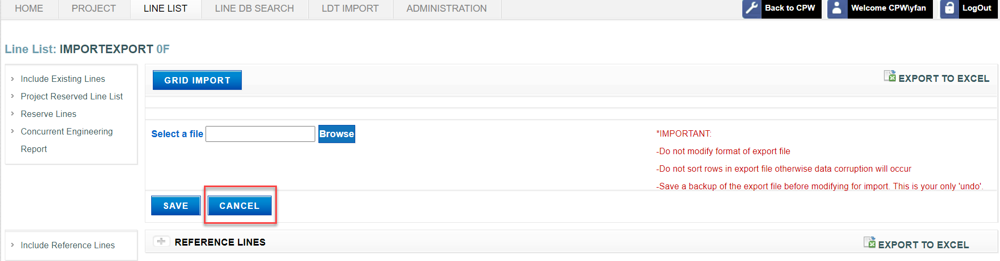 HOME PROJECT LINE LIST LINE DB SEARCH LDT IMPORT ADMINISTRATION Back to CPW Welcome CPW\yfan LogOut
Line List: IMPORTEXPORT 0F
Include Existing Lines
Project Reserved Line List
Reserve Lines
Concurrent Engineering
Report
GRID IMPORT
EXPORT TO EXCEL
Select a file Browse
*IMPORTANT:
-Do not modify format of export file
-Do not sort rows in export file otherwise data corruption will occur
-Save a backup of the export file before modifying for import. This is your only 'undo'.
SAVE CANCEL
Include Reference Lines
REFERENCE LINES
EXPORT TO EXCEL